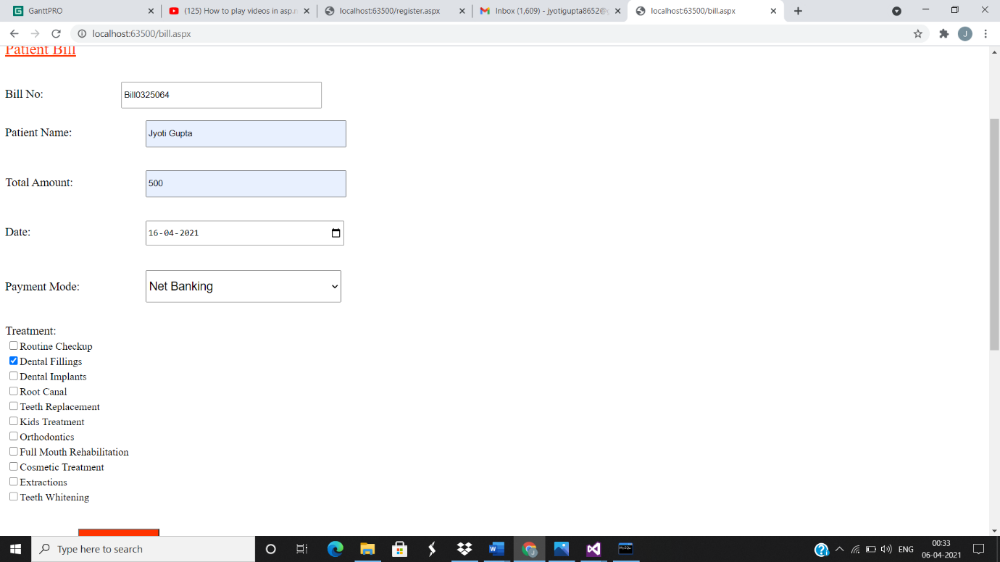 GanttPRO
(125) How to play videos in asp.n
localhost:63500/register.aspx
Inbox (1,609) - jyotigupta8652@
localhost:63500/bill.aspx
localhost:63500/bill.aspx
J
Patient Bill
Bill No:
Bill0325064
Patient Name:
Jyoti Gupta
Total Amount:
500
Date:
16-04-2021
Payment Mode:
Net Banking
Treatment:
Routine Checkup
Dental Fillings
Dental Implants
Root Canal
Teeth Replacement
Kids Treatment
Orthodontics
Full Mouth Rehabilitation
Cosmetic Treatment
Extractions
Teeth Whitening
Type here to search
ENG
00:33
06-04-2021